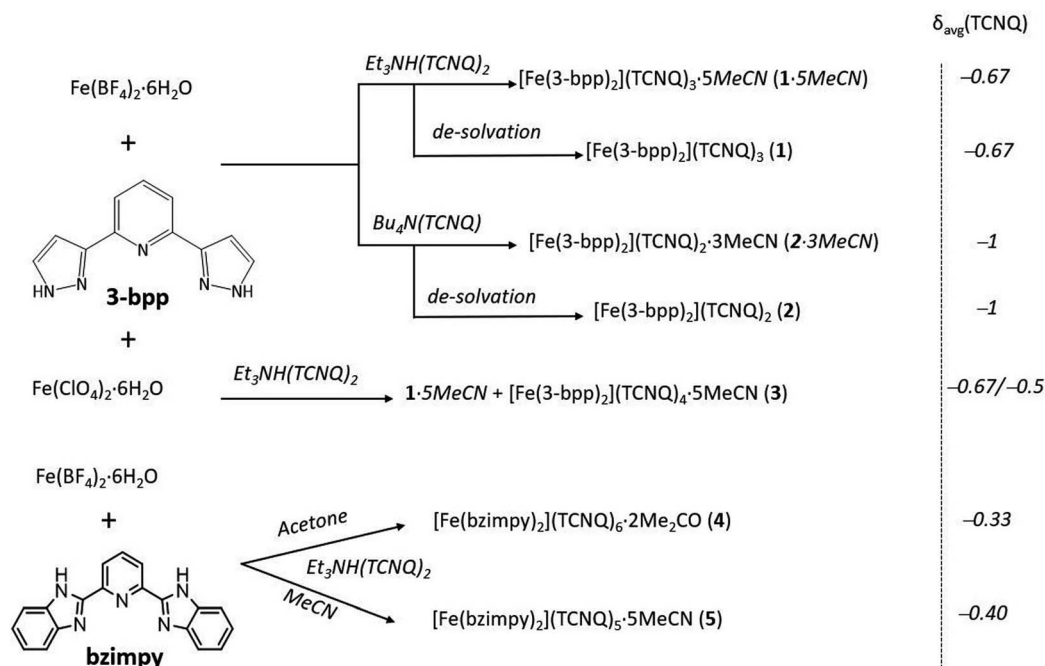 δavg(TCNQ)
Et3NH(TCNQ)2
[Fe(3-bpp)2](TCNQ)3·5MeCN (1·5MeCN)
–0.67
Fe(BF4)2·6H2O
+
de-solvation
[Fe(3-bpp)2](TCNQ)3 (1)
–0.67
Bu4N(TCNQ)
[Fe(3-bpp)2](TCNQ)2·3MeCN (2·3MeCN)
–1
N
N
N
HN
NH
3-bpp
de-solvation
[Fe(3-bpp)2](TCNQ)2 (2)
–1
+
Fe(ClO4)2·6H2O
Et3NH(TCNQ)2
1·5MeCN + [Fe(3-bpp)2](TCNQ)4·5MeCN (3)
–0.67/–0.5
Fe(BF4)2·6H2O
+
Acetone
[Fe(bzimpy)2](TCNQ)6·2Me2CO (4)
–0.33
Et3NH(TCNQ)2
MeCN
[Fe(bzimpy)2](TCNQ)5·5MeCN (5)
–0.40
H
N
H
N
N
N
N
bzimpy